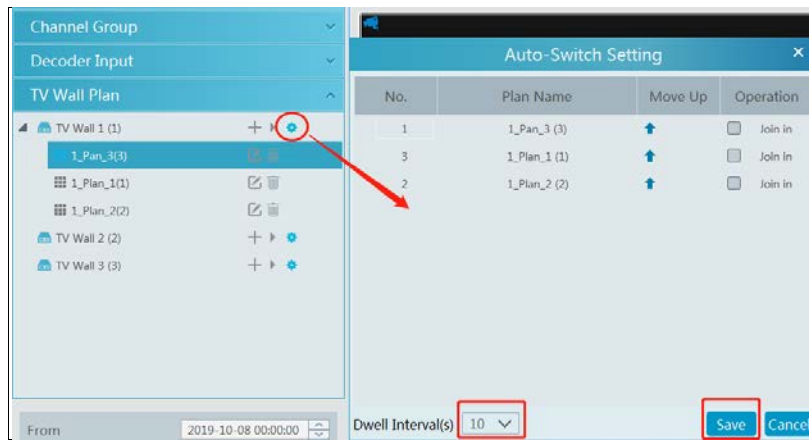 Channel Group
Decoder Input
TV Wall Plan
TV Wall 1 (1)
1_Pan_3(3)
1_Plan_1(1)
1_Plan_2(2)
TV Wall 2 (2)
TV Wall 3 (3)
From 2019-10-08 00:00:00
Auto-Switch Setting
No. Plan Name Move Up Operation
1 1_Pan_3 (3) Join in
3 1_Plan_1 (1) Join in
2 1_Plan_2 (2) Join in
Dwell Interval(s) 10 Save Cancel